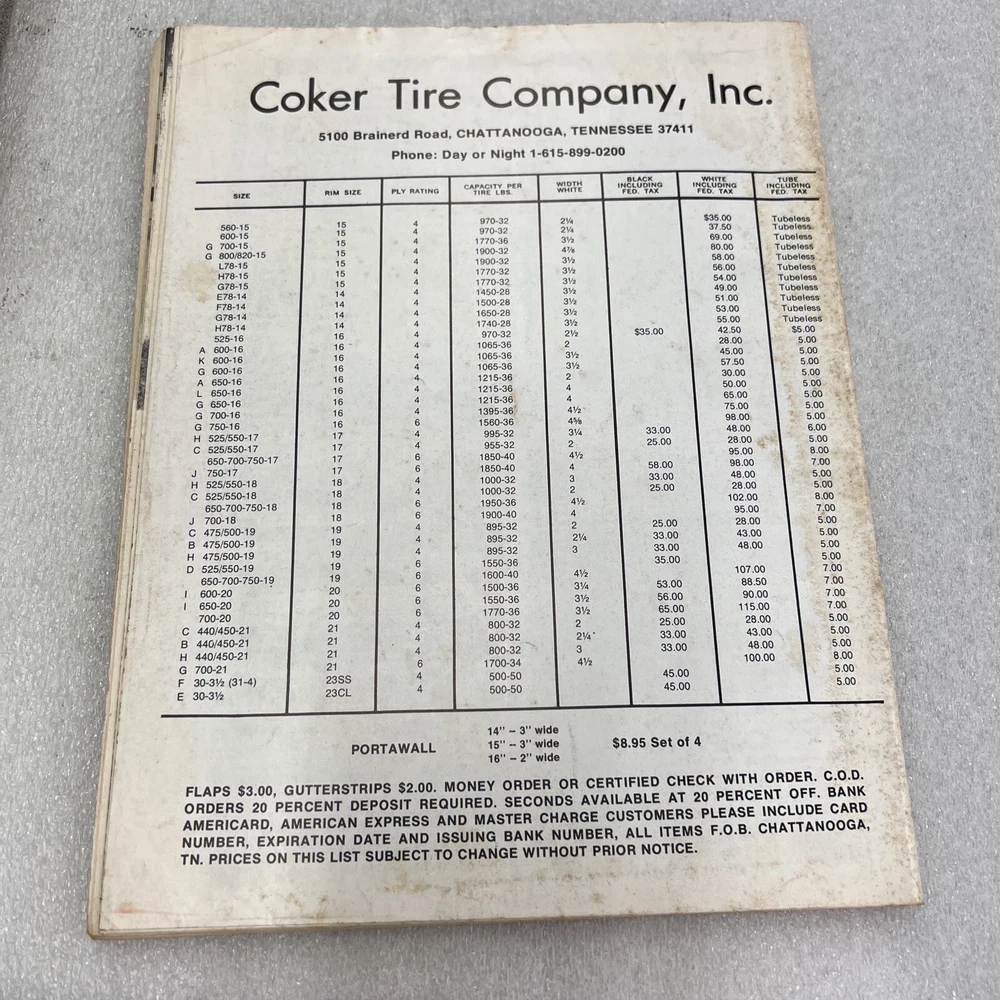 Coker Tire Company, Inc.
5100 Brainerd Road, CHATTANOOGA, TENNESSEE 37411
Phone: Day or Night 1-615-899-0200
SIZE RIM SIZE PLY RATING CAPACITY PER TIRE LBS. WIDTH WHITE BLACK INCLUDING FED. TAX WHITE INCLUDING FED. TAX TUBE INCLUDING FED. TAX
560-15 15 4 970-32 2¼ $35.00 Tubeless
600-15 15 4 970-32 2¼ 37.50 Tubeless
G 700-15 15 4 1770-36 3½ 69.00 Tubeless
G 800/820-15 15 4 1900-32 4⅞ 80.00 Tubeless
L78-15 15 4 1900-32 3½ 58.00 Tubeless
H78-15 15 4 1770-32 3½ 56.00 Tubeless
G78-15 15 4 1770-32 3½ 54.00 Tubeless
E78-14 14 4 1450-28 3½ 49.00 Tubeless
F78-14 14 4 1500-28 3½ 51.00 Tubeless
G78-14 14 4 1650-28 3½ 53.00 Tubeless
H78-14 14 4 1740-28 3½ 55.00 Tubeless
525-16 16 4 970-32 2½ $35.00 42.50 $5.00
A 600-16 16 4 1065-36 2 28.00 5.00
K 600-16 16 4 1065-36 3½ 45.00 5.00
G 600-16 16 4 1065-36 3½ 57.50 5.00
A 650-16 16 4 1215-36 2 30.00 5.00
L 650-16 16 4 1215-36 4 50.00 5.00
G 650-16 16 4 1215-36 4 65.00 5.00
G 700-16 16 4 1395-36 4½ 75.00 5.00
G 750-16 16 6 1560-36 4⅝ 98.00 6.00
H 525/550-17 17 4 995-32 3¼ 33.00 48.00 5.00
C 525/550-17 17 4 955-32 2 25.00 28.00 5.00
650-700-750-17 17 6 1850-40 4½ 95.00 8.00
J 750-17 17 6 1850-40 4 58.00 98.00 7.00
H 525/550-18 18 4 1000-32 3 33.00 48.00 5.00
C 525/550-18 18 4 1000-32 2 25.00 28.00 5.00
650-700-750-18 18 6 1950-36 4½ 102.00 8.00
J 700-18 18 6 1900-40 4 95.00 7.00
C 475/500-19 19 4 895-32 2 25.00 28.00 5.00
B 475/500-19 19 4 895-32 2¼ 33.00 43.00 5.00
H 475/500-19 19 4 895-32 3 33.00 48.00 5.00
D 525/550-19 19 6 1550-36 35.00 5.00
650-700-750-19 19 6 1600-40 4½ 107.00 7.00
I 600-20 20 6 1500-36 3¼ 53.00 88.50 7.00
I 650-20 20 6 1550-36 3½ 56.00 90.00 7.00
700-20 20 6 1770-36 3½ 65.00 115.00 7.00
C 440/450-21 21 4 800-32 2 25.00 28.00 5.00
B 440/450-21 21 4 800-32 2¼ 33.00 43.00 5.00
H 440/450-21 21 4 800-32 3 33.00 48.00 5.00
G 700-21 21 6 1700-34 4½ 100.00 8.00
F 30-3½ (31-4) 23SS 4 500-50 45.00 5.00
E 30-3½ 23CL 4 500-50 45.00 5.00
14" – 3" wide
PORTAWALL 15" – 3" wide $8.95 Set of 4
16" – 2" wide
FLAPS $3.00, GUTTERSTRIPS $2.00. MONEY ORDER OR CERTIFIED CHECK WITH ORDER. C.O.D.
ORDERS 20 PERCENT DEPOSIT REQUIRED. SECONDS AVAILABLE AT 20 PERCENT OFF. BANK
AMERICARD, AMERICAN EXPRESS AND MASTER CHARGE CUSTOMERS PLEASE INCLUDE CARD
NUMBER, EXPIRATION DATE AND ISSUING BANK NUMBER, ALL ITEMS F.O.B. CHATTANOOGA,
TN. PRICES ON THIS LIST SUBJECT TO CHANGE WITHOUT PRIOR NOTICE.